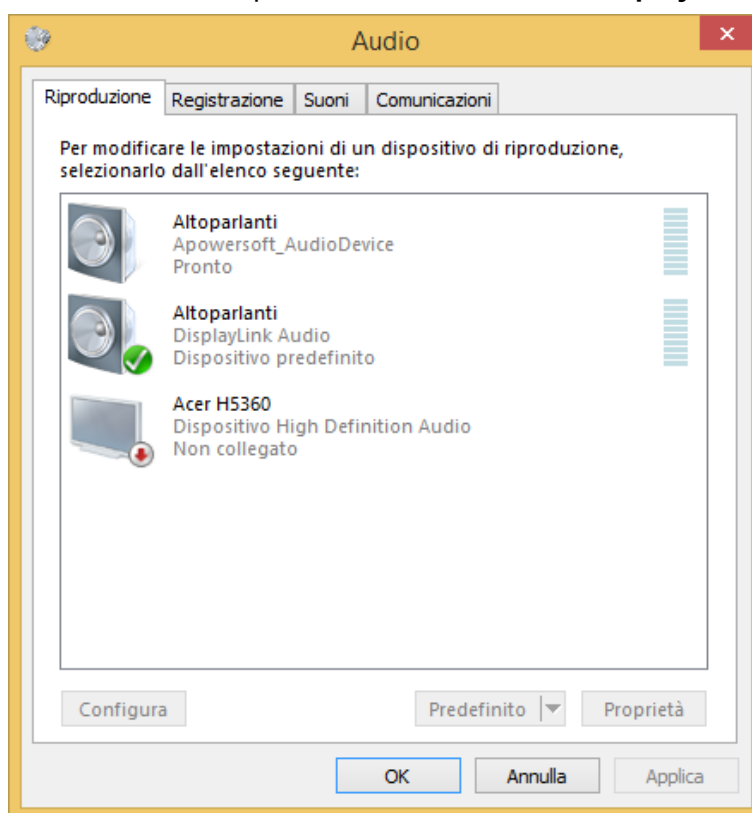 Audio
Riproduzione Registrazione Suoni Comunicazioni
Per modificare le impostazioni di un dispositivo di riproduzione,
selezionarlo dall'elenco seguente:
Altoparlanti
Apowersoft_AudioDevice
Pronto
Altoparlanti
DisplayLink Audio
Dispositivo predefinito
Acer H5360
Dispositivo High Definition Audio
Non collegato
Configura Predefinito Proprietà
OK Annulla Applica